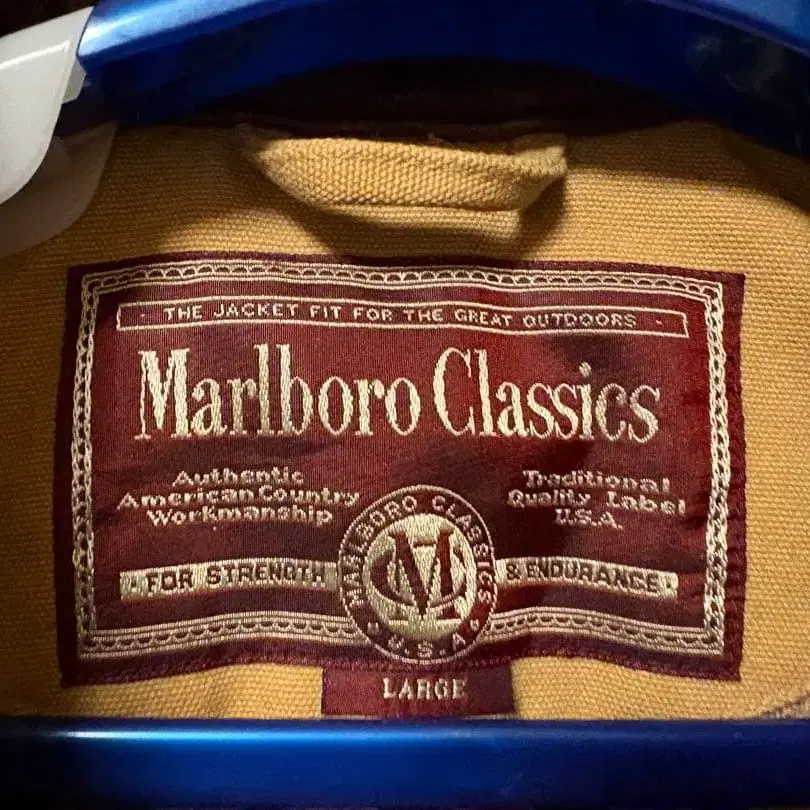 · THE JACKET FIT FOR THE GREAT OUTDOORS ·
Marlboro Classics
Authentic
American Country
Workmanship
Traditional
Quality Label
U.S.A.
· FOR STRENGTH
& ENDURANCE ·
MARLBORO CLASSICS
MC
· U.S.A ·
LARGE